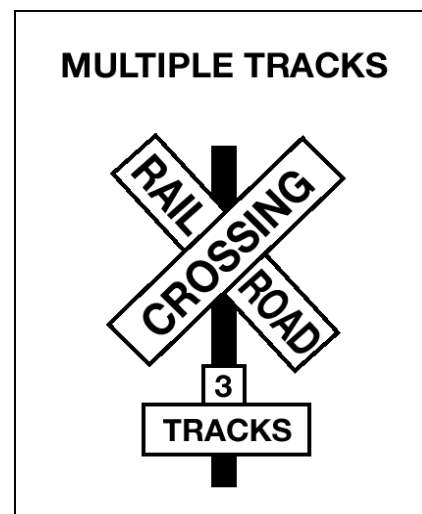 MULTIPLE TRACKS
RAIL
CROSSING
ROAD
3
TRACKS